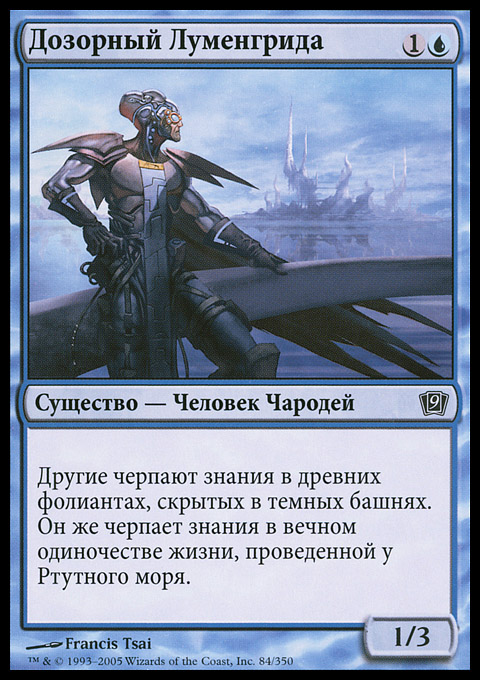 Дозорный Луменгрида
1
Существо — Человек Чародей
9
Другие черпают знания в древних
фолиантах, скрытых в темных башнях.
Он же черпает знания в вечном
одиночестве жизни, проведенной у
Ртутного моря.
1/3
Francis Tsai
™ & © 1993–2005 Wizards of the Coast, Inc. 84/350